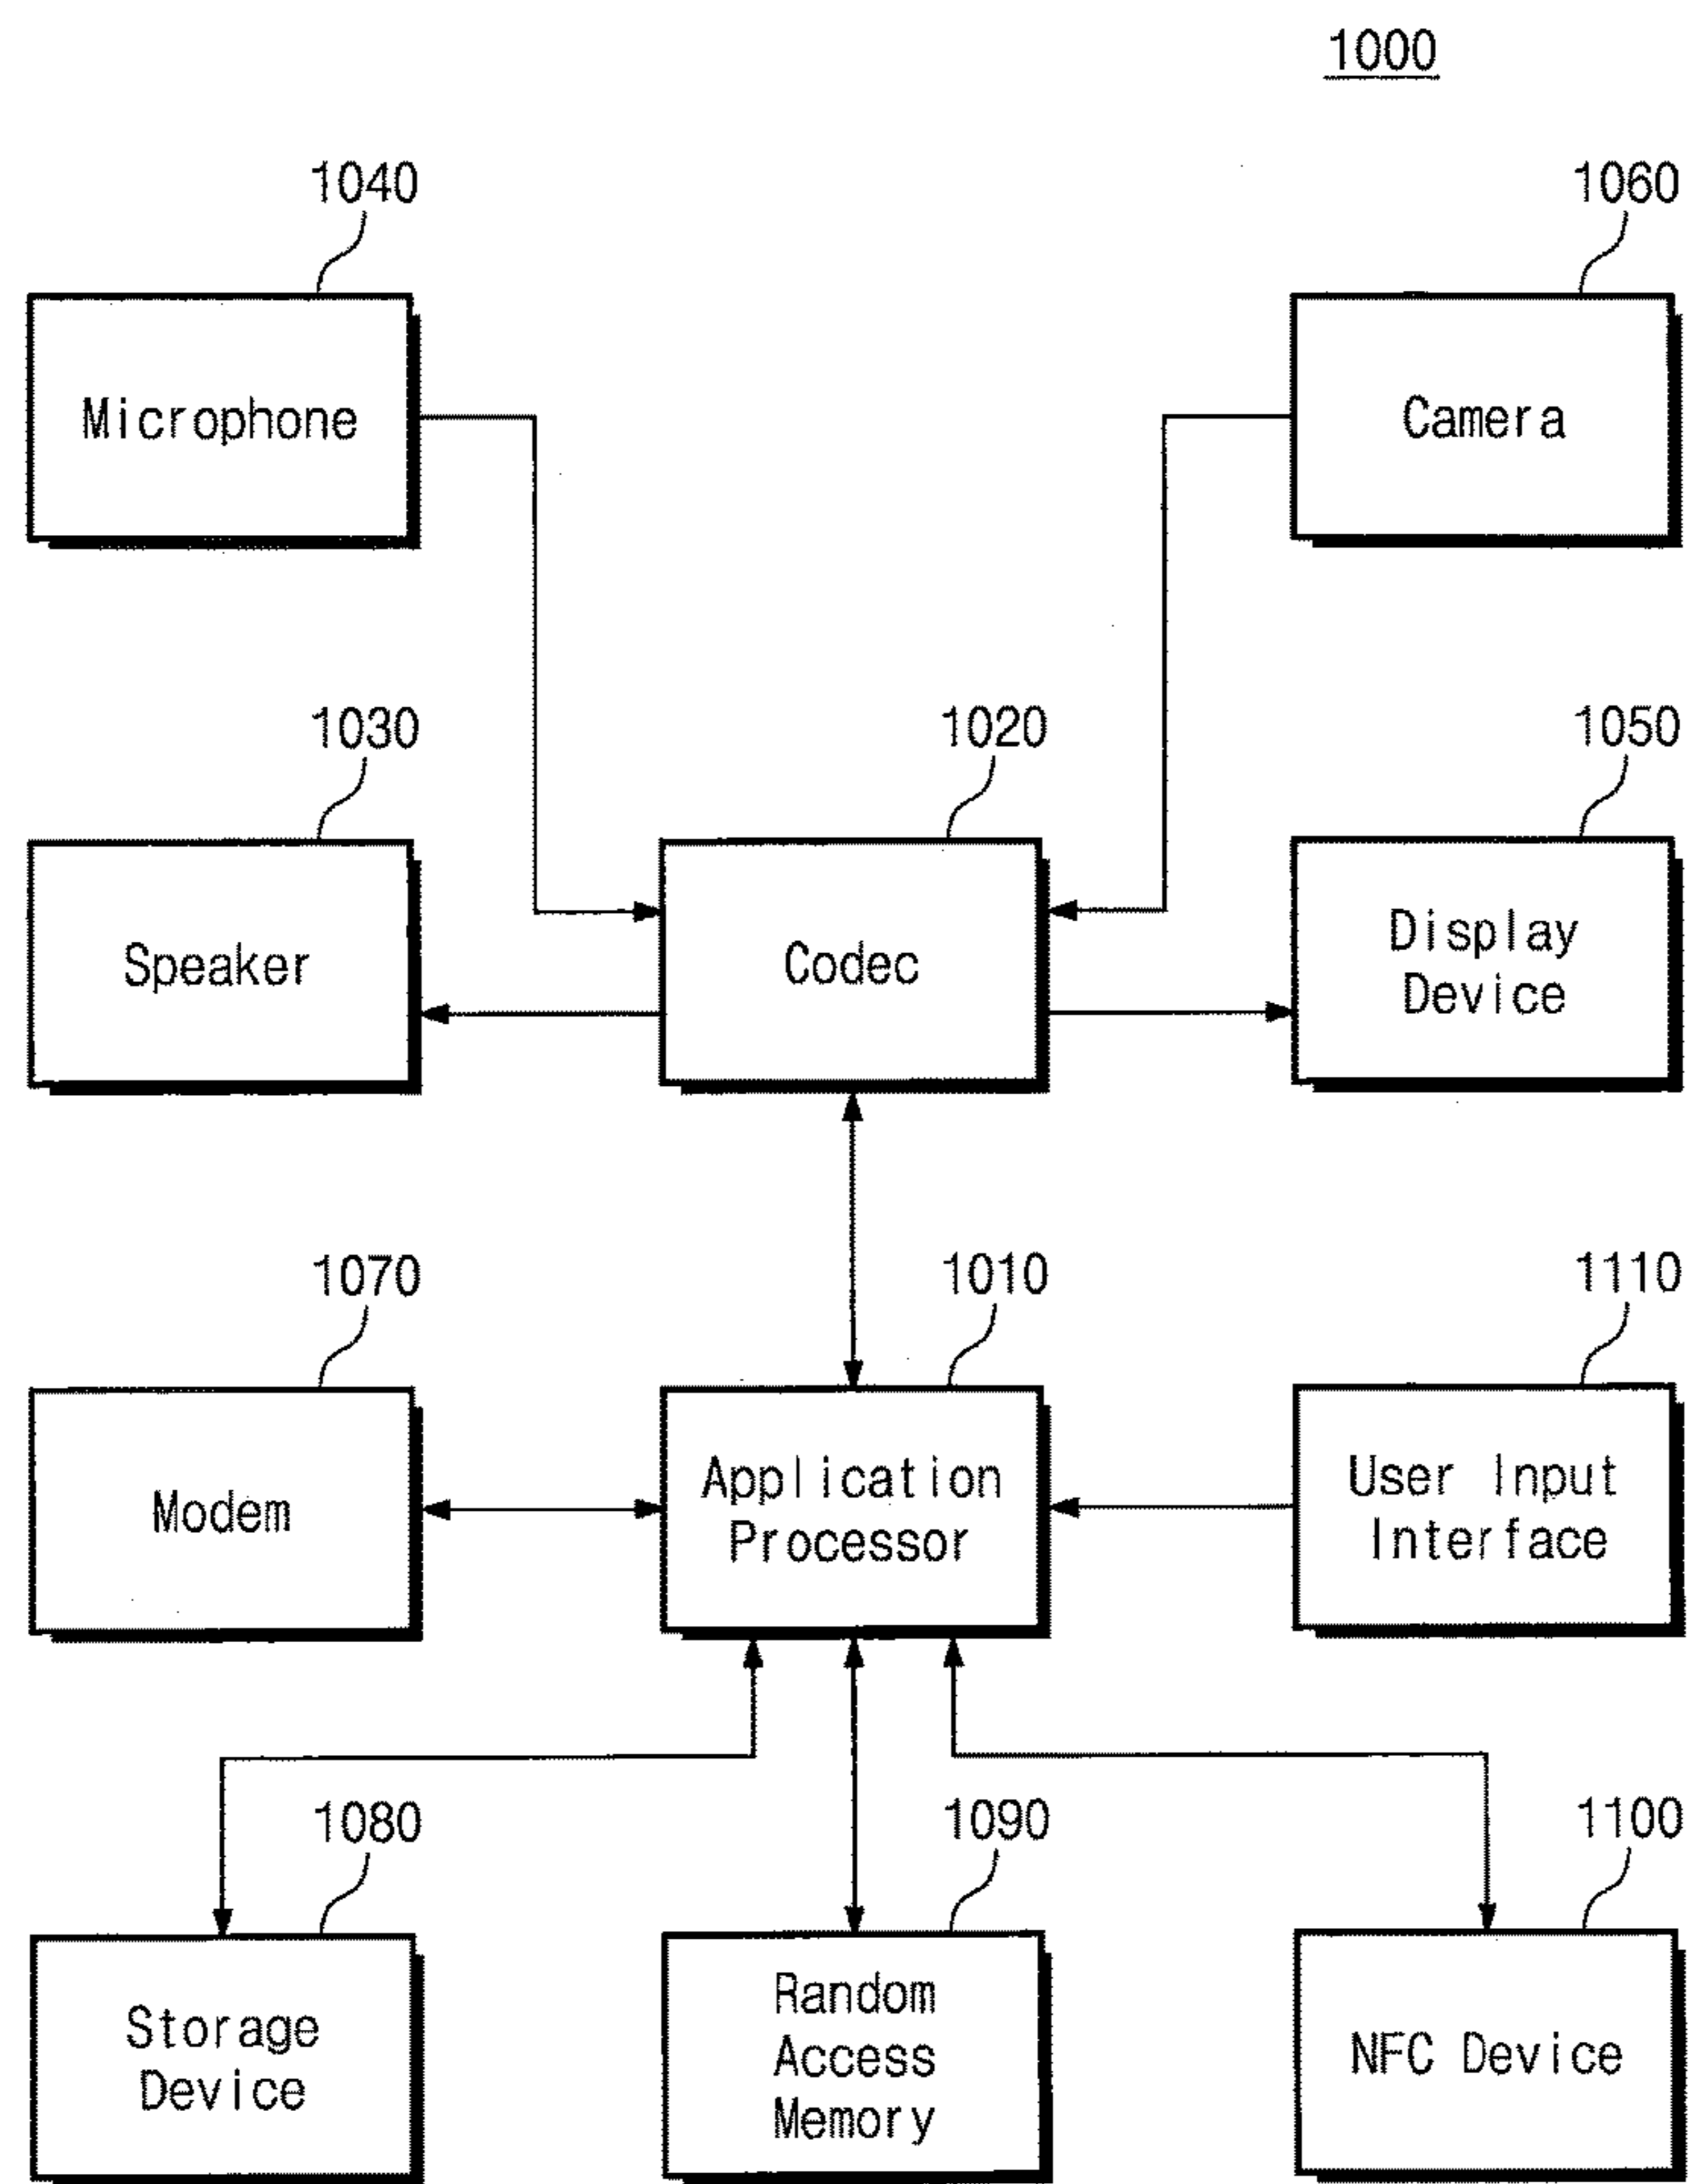 1000
1040
1060
Microphone
Camera
1030
1020
1050
Speaker
Codec
Display
Device
1070
1010
1110
Modem
Application
Processor
User Input
Interface
1080
1090
1100
Storage
Device
Random
Access
Memory
NFC Device